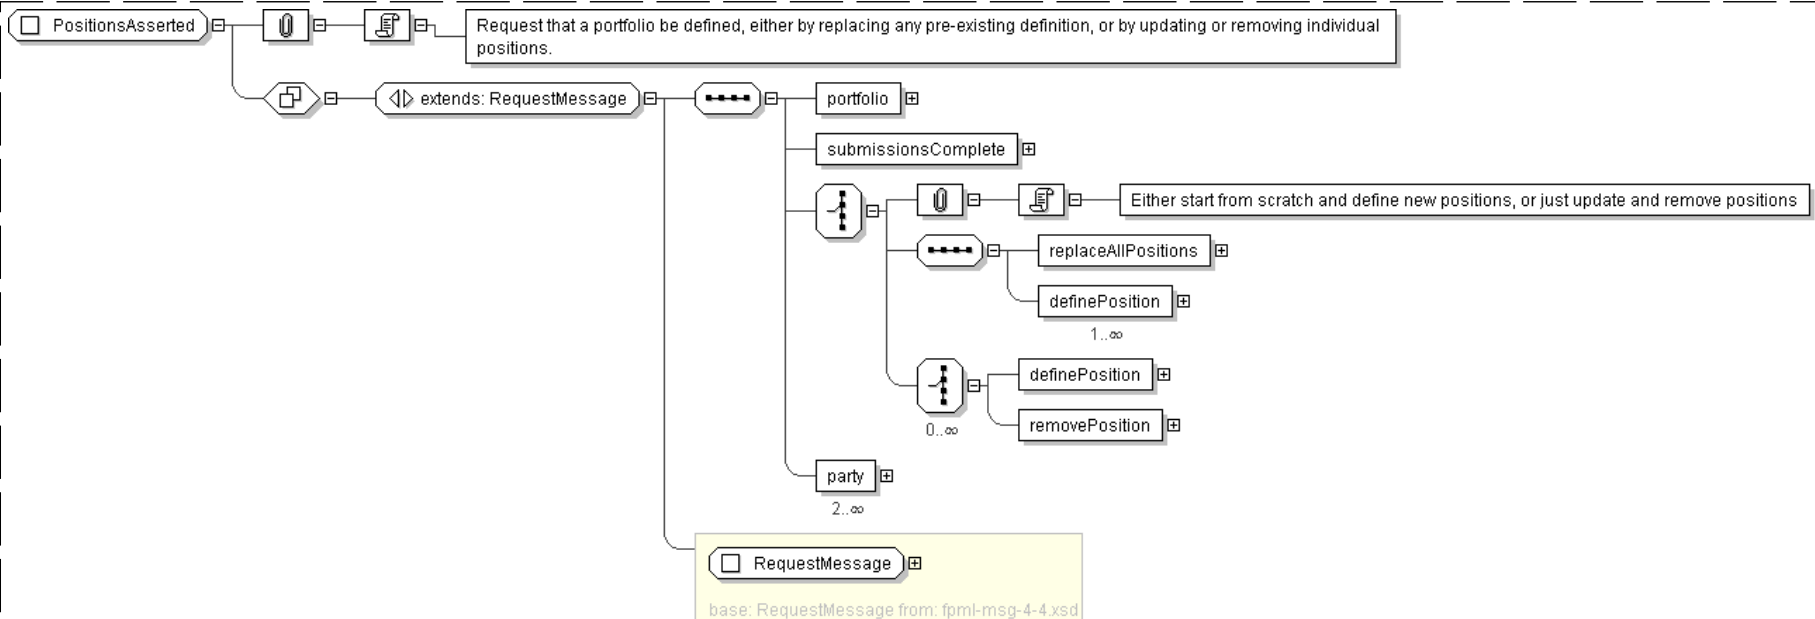 PositionsAsserted
Request that a portfolio be defined, either by replacing any pre-existing definition, or by updating or removing individual
positions.
extends: RequestMessage
portfolio
submissionsComplete
Either start from scratch and define new positions, or just update and remove positions
replaceAllPositions
definePosition
1..∞
definePosition
removePosition
0..∞
party
2..∞
RequestMessage
base: RequestMessage from: fpml-msg-4-4.xsd